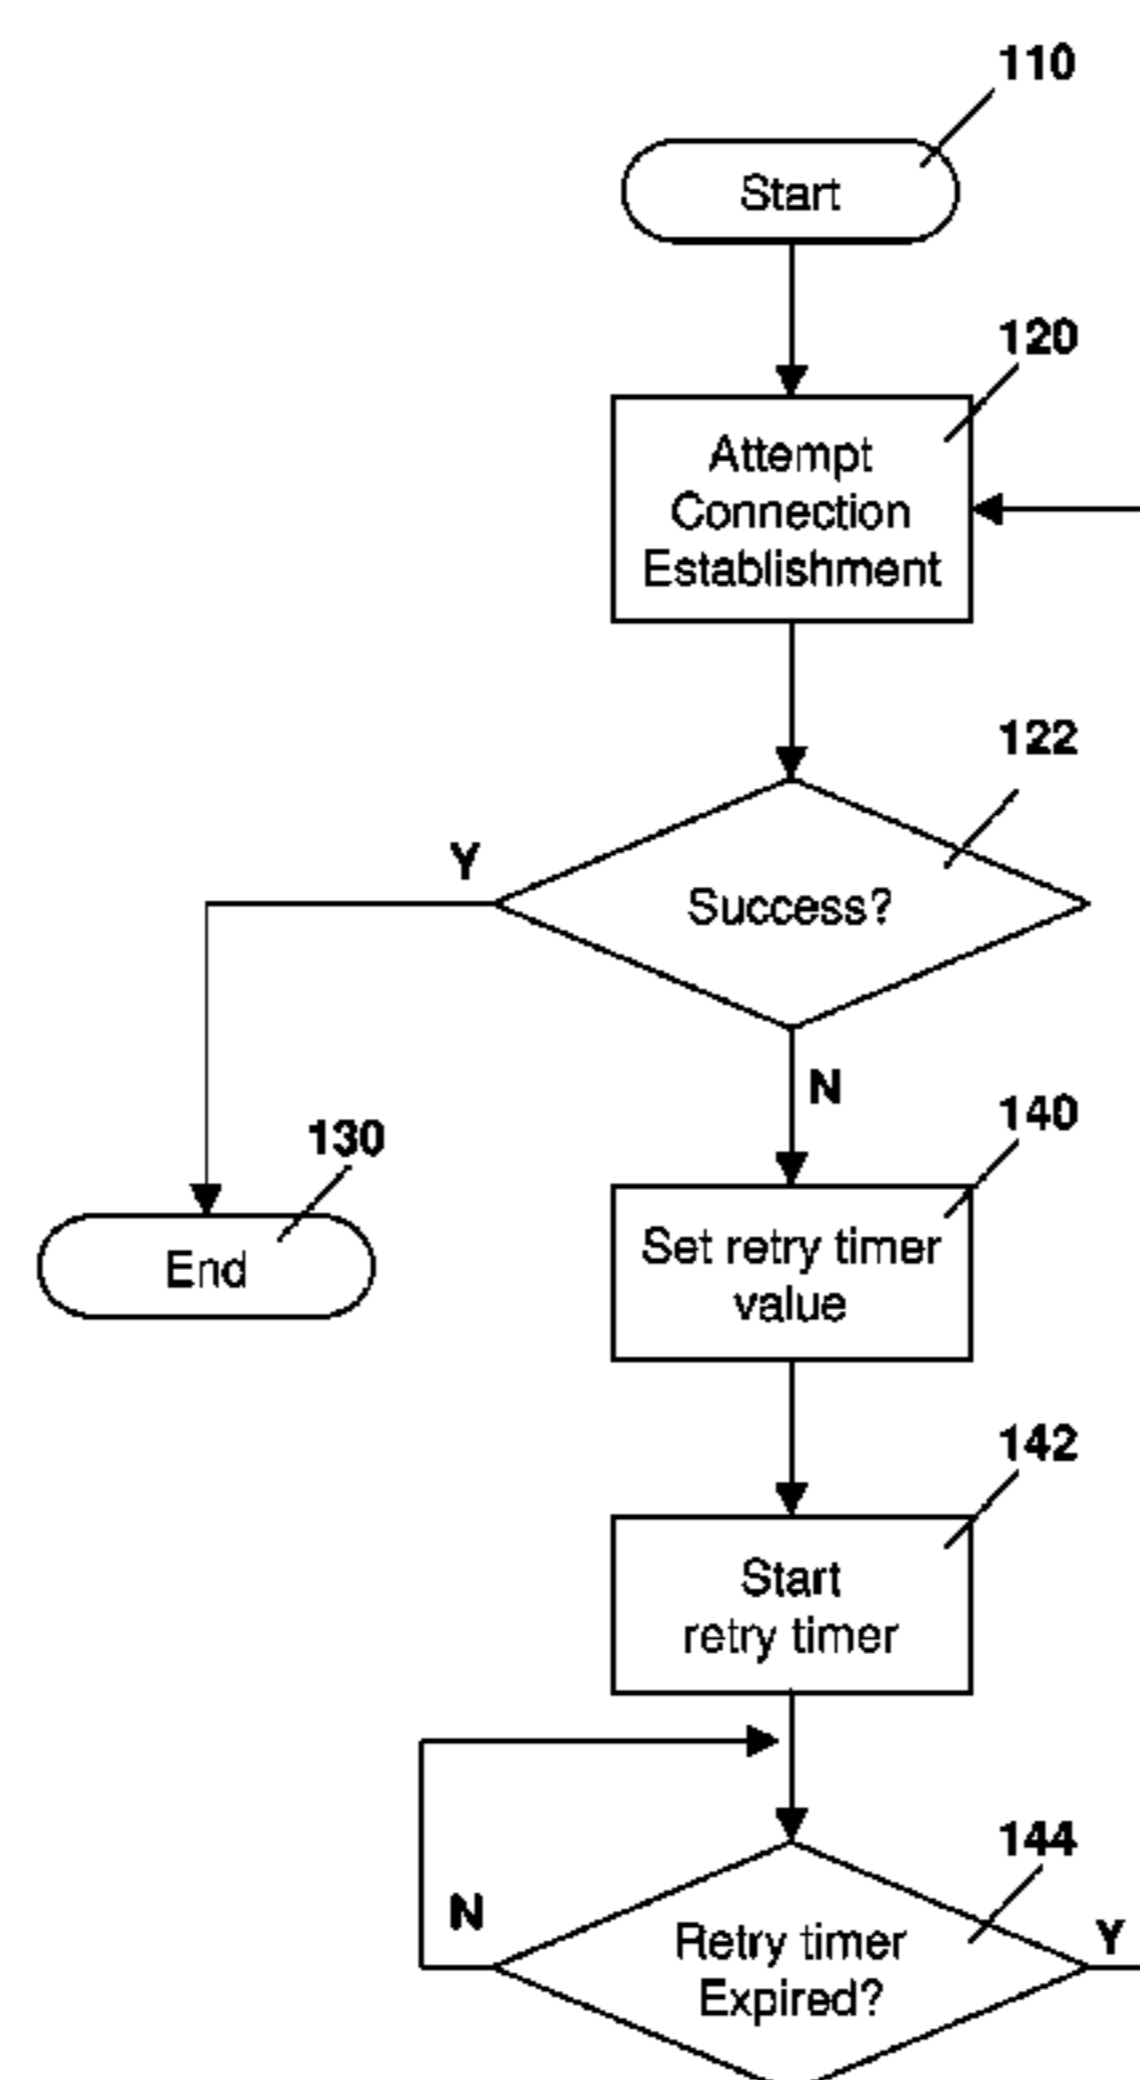 110
Start
120
Attempt
Connection
Establishment
122
Y
Success?
N
140
130
Set retry timer
value
End
142
Start
retry timer
144
N
Retry timer
Expired?
Y